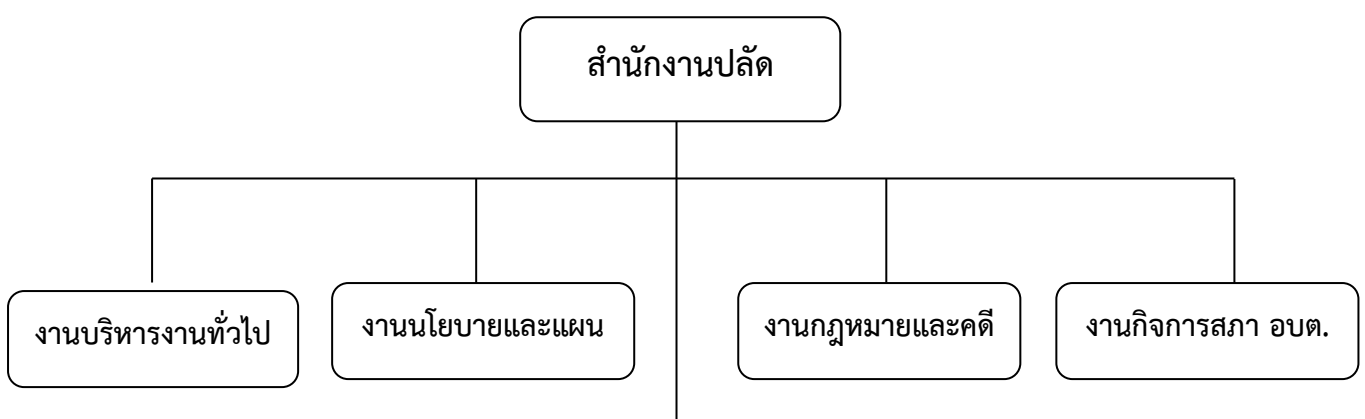 สำนักงานปลัด
งานบริหารงานทั่วไป
งานนโยบายและแผน
งานกฎหมายและคดี
งานกิจการสภา อบต.